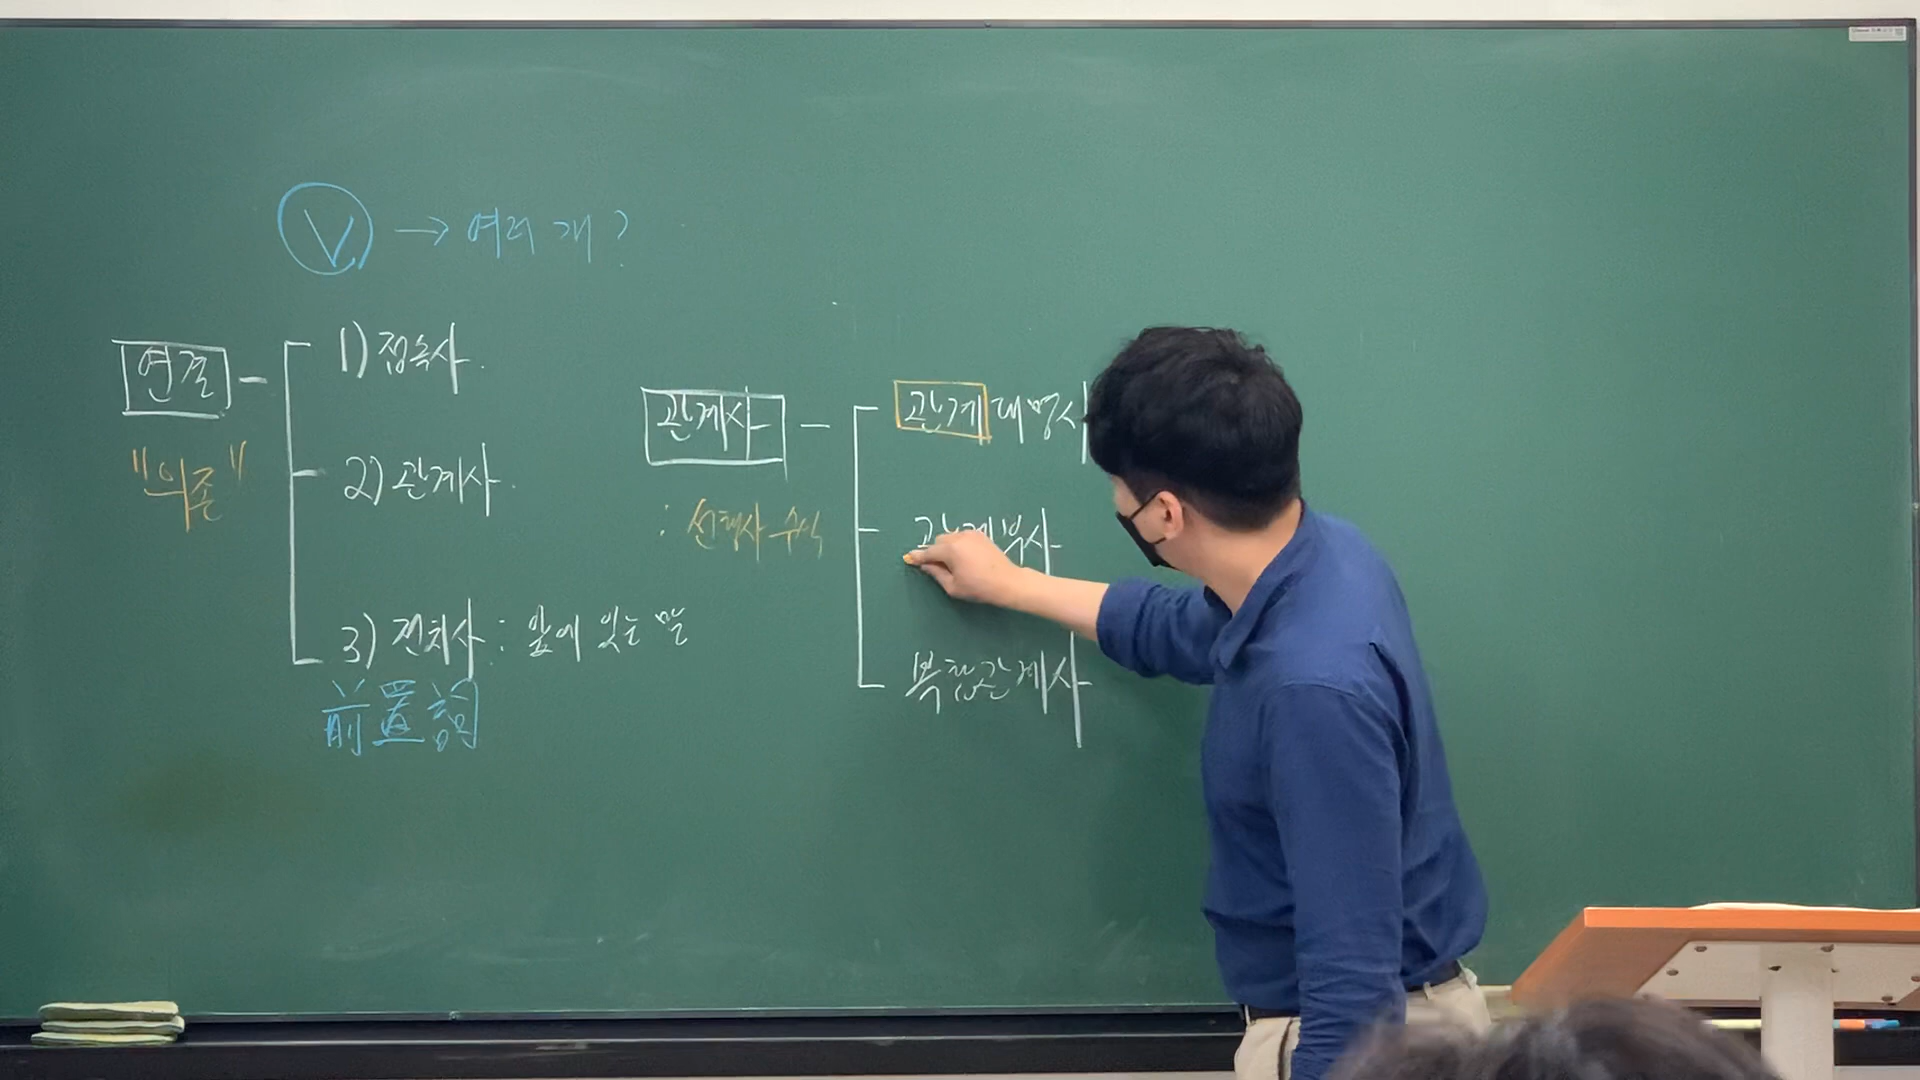 V → 여러 개?
연결
"의존"
1) 접속사.
2) 관계사.
3) 전치사 : 앞에 있는 말
前置詞
관계사
: 선행사 수식
관계대명사
관계부사
복합관계사